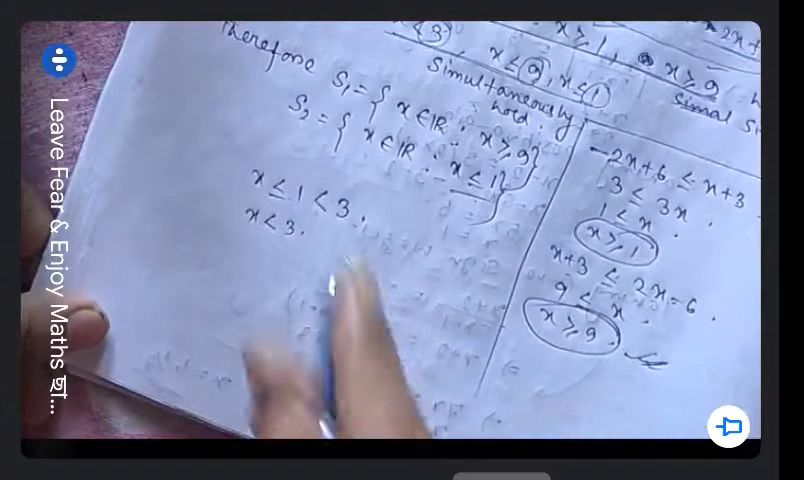 Leave Fear & Enjoy Maths ছা...
x < 3, x ≤ 9, x ≤ 1
x ≥ 1, x ≥ 9
Simultaneously
hold.
Therefore S₁ = { x ∈ ℝ : x ≥ 9}
S₂ = { x ∈ ℝ : x ≤ 1}
x ≤ 1 < 3.
x < 3.
-2x+6 ≤ x+3
3 ≤ 3x.
1 ≤ x.
x ≥ 1
x+3 ≤ 2x-6.
9 ≤ x.
x ≥ 9.